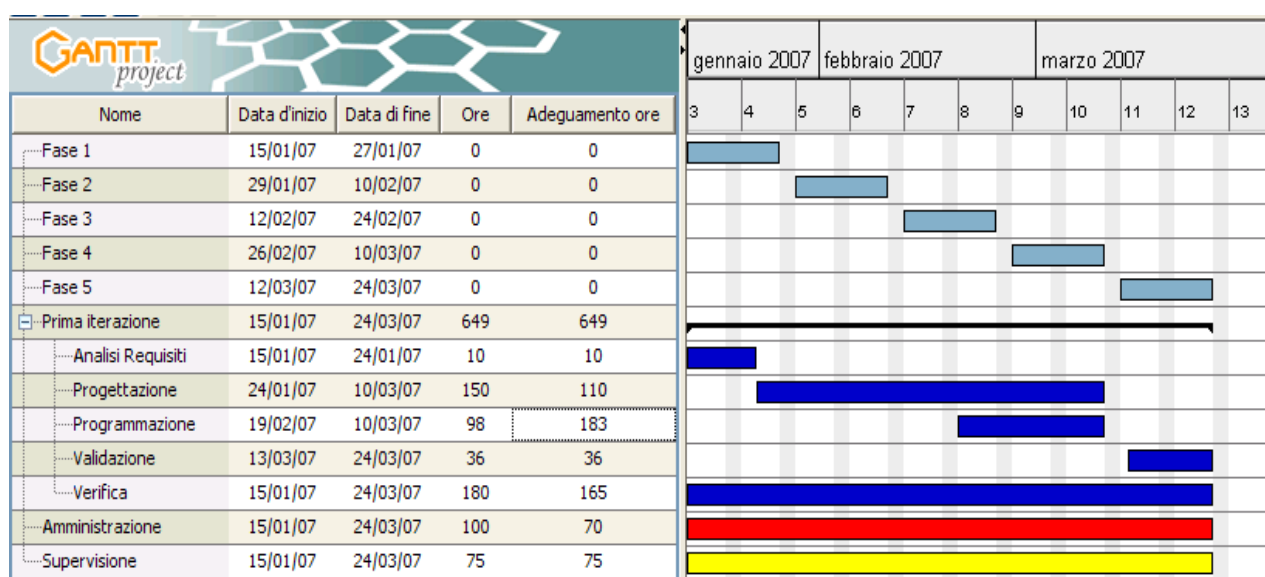 GANTT
project
gennaio 2007 febbraio 2007 marzo 2007
Nome Data d'inizio Data di fine Ore Adeguamento ore 3 4 5 6 7 8 9 10 11 12 13
Fase 1 15/01/07 27/01/07 0 0
Fase 2 29/01/07 10/02/07 0 0
Fase 3 12/02/07 24/02/07 0 0
Fase 4 26/02/07 10/03/07 0 0
Fase 5 12/03/07 24/03/07 0 0
Prima iterazione 15/01/07 24/03/07 649 649
Analisi Requisiti 15/01/07 24/01/07 10 10
Progettazione 24/01/07 10/03/07 150 110
Programmazione 19/02/07 10/03/07 98 183
Validazione 13/03/07 24/03/07 36 36
Verifica 15/01/07 24/03/07 180 165
Amministrazione 15/01/07 24/03/07 100 70
Supervisione 15/01/07 24/03/07 75 75